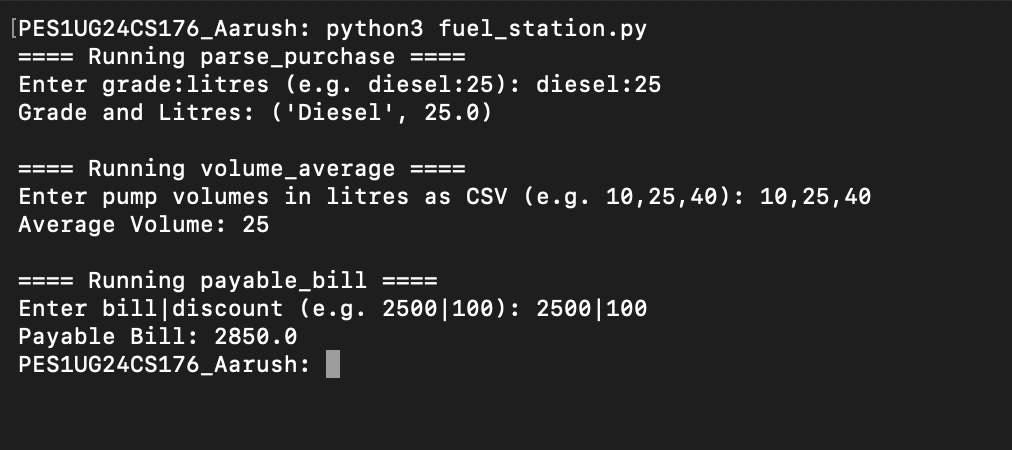 [PES1UG24CS176_Aarush: python3 fuel_station.py
==== Running parse_purchase ====
Enter grade:litres (e.g. diesel:25): diesel:25
Grade and Litres: ('Diesel', 25.0)

==== Running volume_average ====
Enter pump volumes in litres as CSV (e.g. 10,25,40): 10,25,40
Average Volume: 25

==== Running payable_bill ====
Enter bill|discount (e.g. 2500|100): 2500|100
Payable Bill: 2850.0
PES1UG24CS176_Aarush: